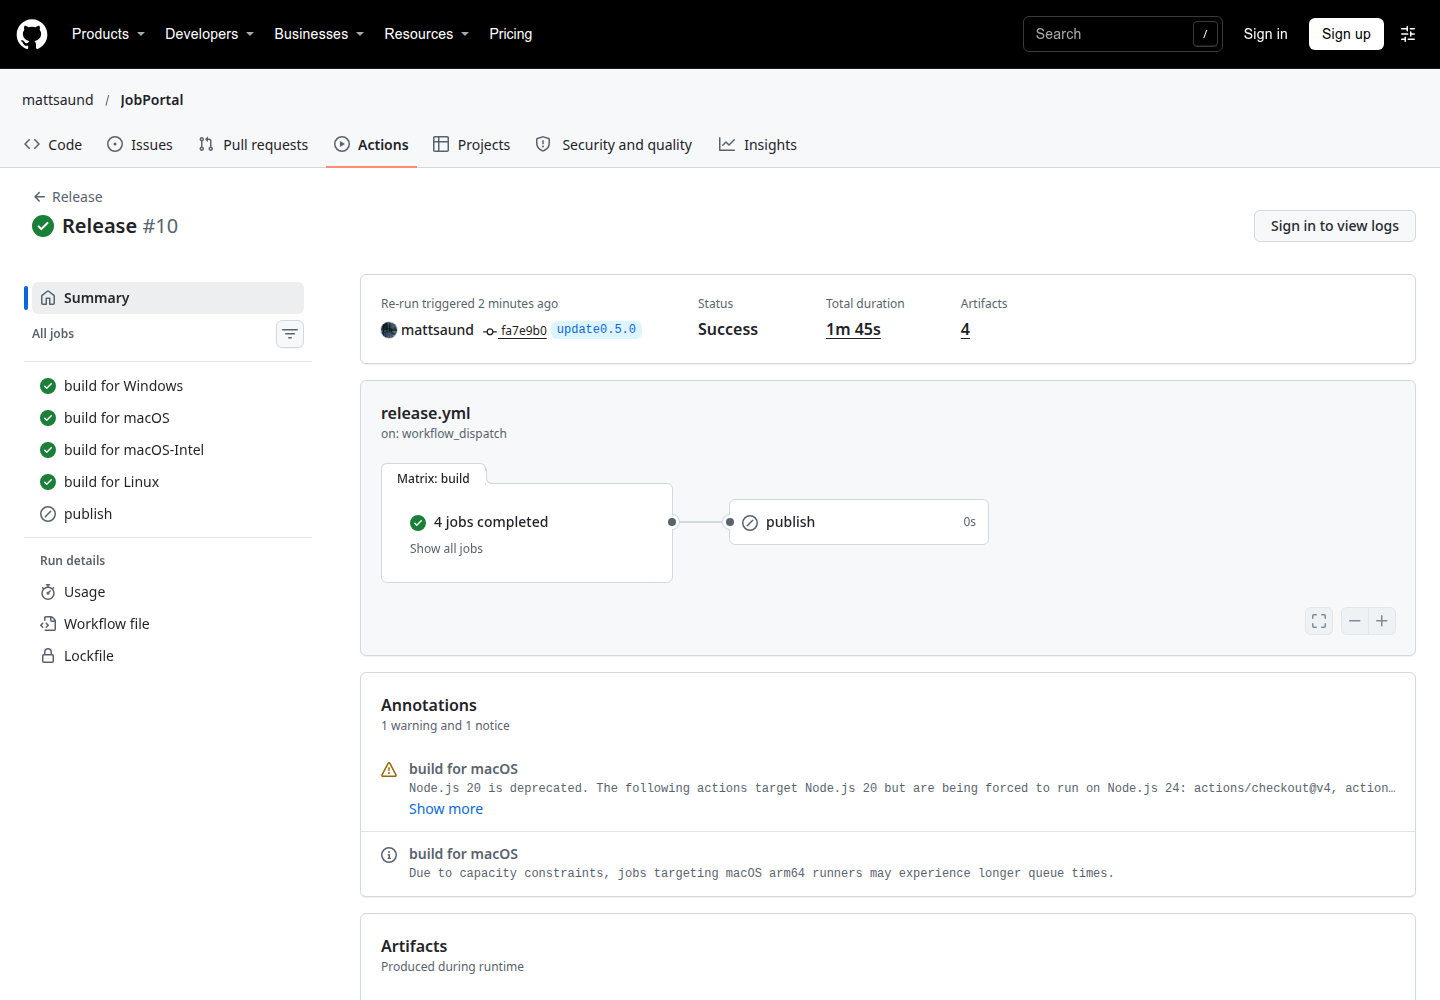 Products Developers Businesses Resources Pricing Search / Sign in Sign up
mattsaund / JobPortal
Code Issues Pull requests Actions Projects Security and quality Insights
Release
Release #10
Sign in to view logs
Summary
All jobs
build for Windows
build for macOS
build for macOS-Intel
build for Linux
publish
Run details
Usage
Workflow file
Lockfile
Re-run triggered 2 minutes ago
mattsaund fa7e9b0 update0.5.0
Status
Success
Total duration
1m 45s
Artifacts
4
release.yml
on: workflow_dispatch
Matrix: build
4 jobs completed
Show all jobs
publish 0s
Annotations
1 warning and 1 notice
build for macOS
Node.js 20 is deprecated. The following actions target Node.js 20 but are being forced to run on Node.js 24: actions/checkout@v4, action…
Show more
build for macOS
Due to capacity constraints, jobs targeting macOS arm64 runners may experience longer queue times.
Artifacts
Produced during runtime